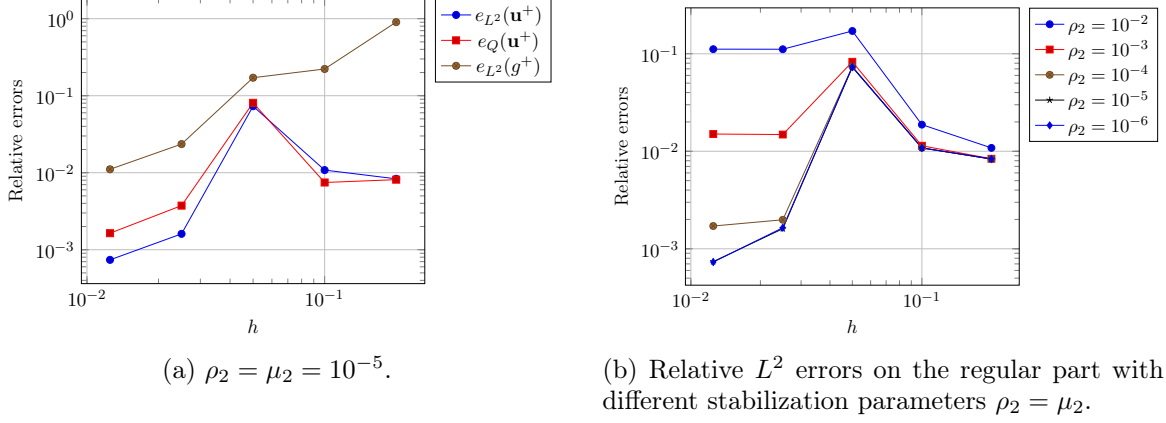 10^0
10^{-1}
10^{-2}
10^{-3}
Relative errors
10^{-2}
10^{-1}
h
e_{L^2}(u^+)
e_Q(u^+)
e_{L^2}(g^+)
(a) ρ_2 = μ_2 = 10^{-5}.
10^{-1}
10^{-2}
10^{-3}
Relative errors
10^{-2}
10^{-1}
h
ρ_2 = 10^{-2}
ρ_2 = 10^{-3}
ρ_2 = 10^{-4}
ρ_2 = 10^{-5}
ρ_2 = 10^{-6}
(b) Relative L^2 errors on the regular part with
different stabilization parameters ρ_2 = μ_2.